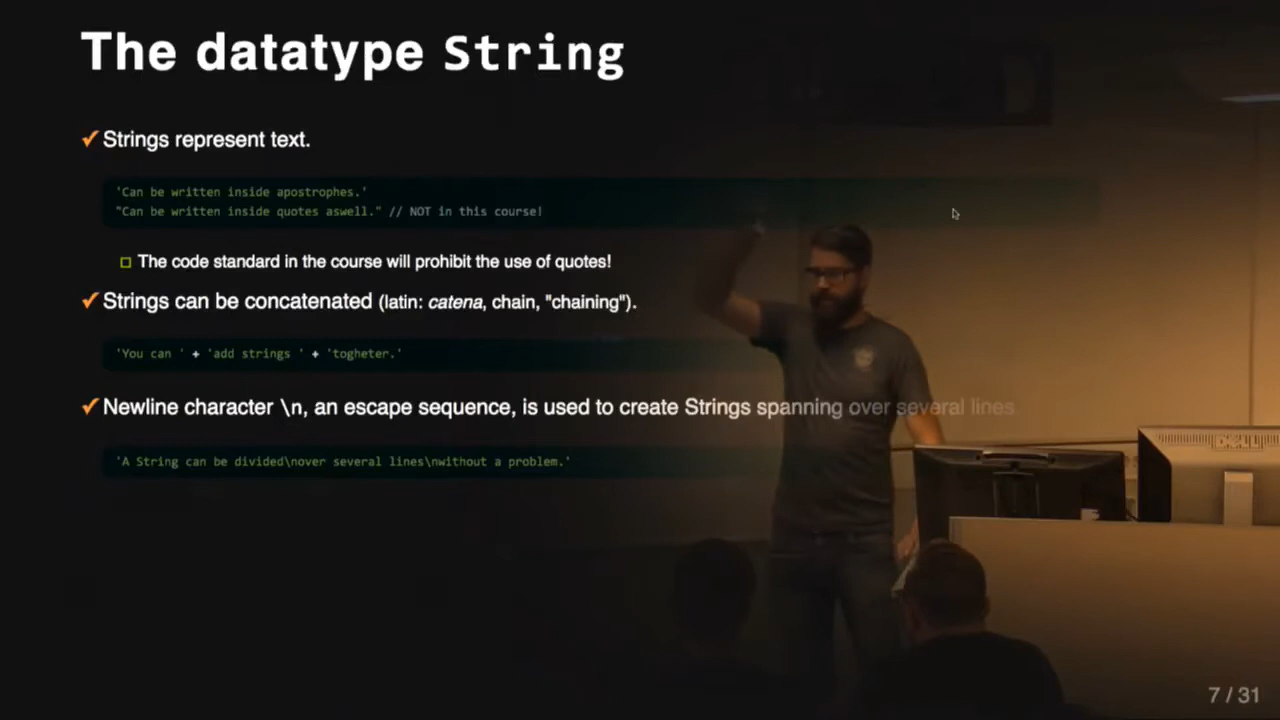 The datatype String
✔ Strings represent text.
'Can be written inside apostrophes.'
"Can be written inside quotes aswell." // NOT in this course!
The code standard in the course will prohibit the use of quotes!
✔ Strings can be concatenated (latin: catena, chain, "chaining").
'You can ' + 'add strings ' + 'togheter.'
✔ Newline character \n, an escape sequence, is used to create Strings spanning over several lines
'A String can be divided\nover several lines\nwithout a problem.'
DELL
7 / 31